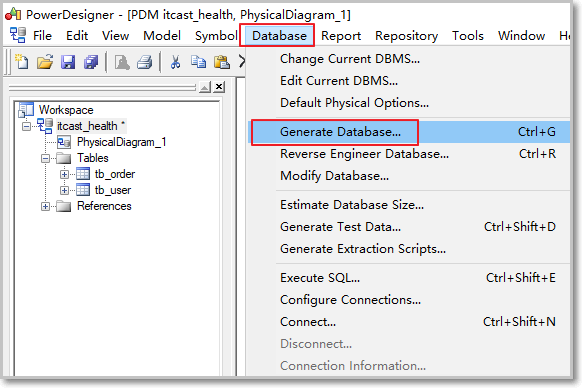 PowerDesigner - [PDM itcast_health, PhysicalDiagram_1]
File Edit View Model Symbol Database Report Repository Tools Window
Workspace
itcast_health *
PhysicalDiagram_1
Tables
tb_order
tb_user
References
Change Current DBMS...
Edit Current DBMS...
Default Physical Options...
Generate Database... Ctrl+G
Reverse Engineer Database... Ctrl+R
Modify Database...
Estimate Database Size...
Generate Test Data... Ctrl+Shift+D
Generate Extraction Scripts...
Execute SQL... Ctrl+Shift+E
Configure Connections...
Connect... Ctrl+Shift+N
Disconnect...
Connection Information...